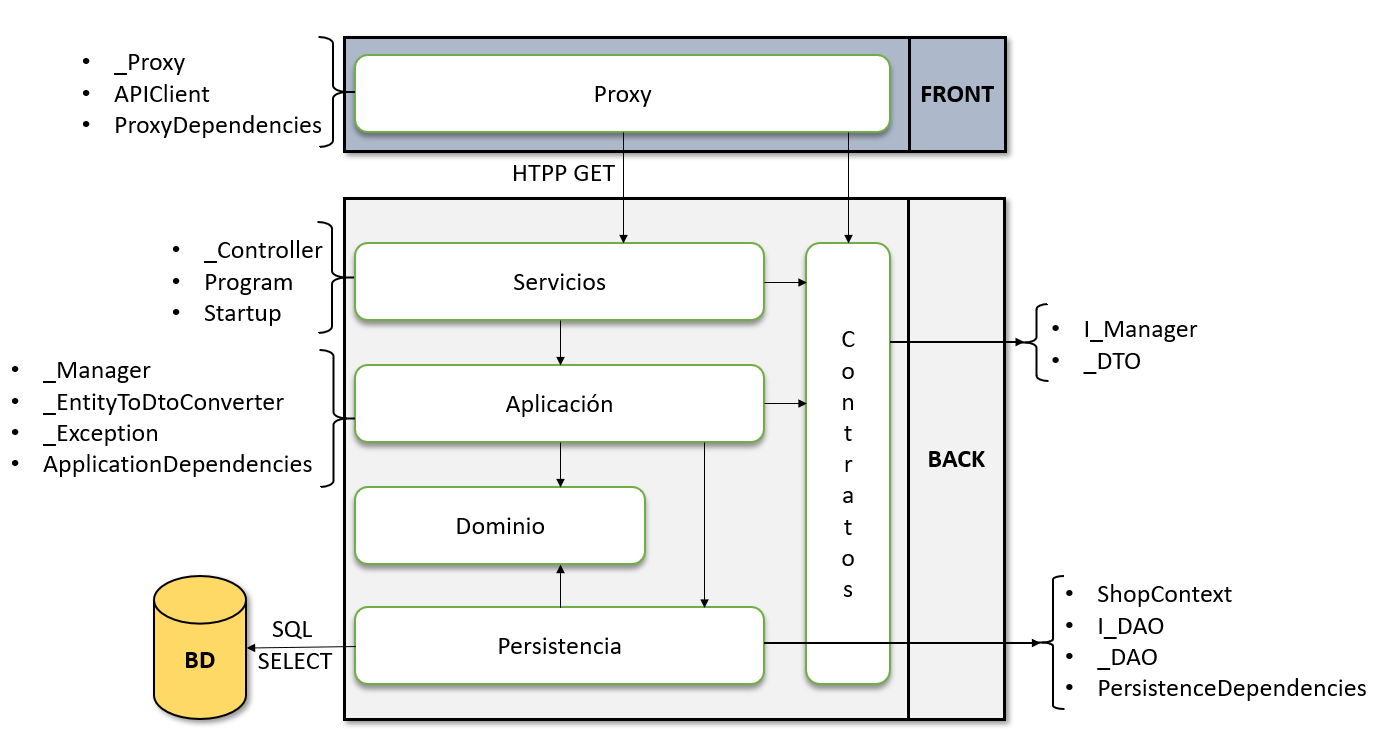 • _Proxy
• APIClient
• ProxyDependencies
Proxy
FRONT
HTPP GET
• _Controller
• Program
• Startup
Servicios
• _Manager
• _EntityToDtoConverter
• _Exception
• ApplicationDependencies
Aplicación
Dominio
Persistencia
C
o
n
t
r
a
t
o
s
BACK
• I_Manager
• _DTO
SQL
SELECT
BD
• ShopContext
• I_DAO
• _DAO
• PersistenceDependencies